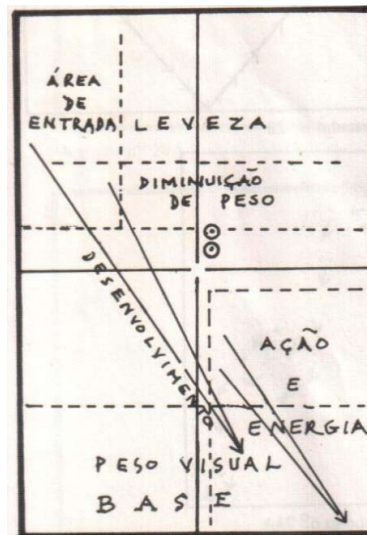 ÁREA
DE
ENTRADA
LEVEZA
DIMINUIÇÃO
DE PESO
DESENVOLVIMENTO
AÇÃO
E
ENERGIA
PESO VISUAL
BASE